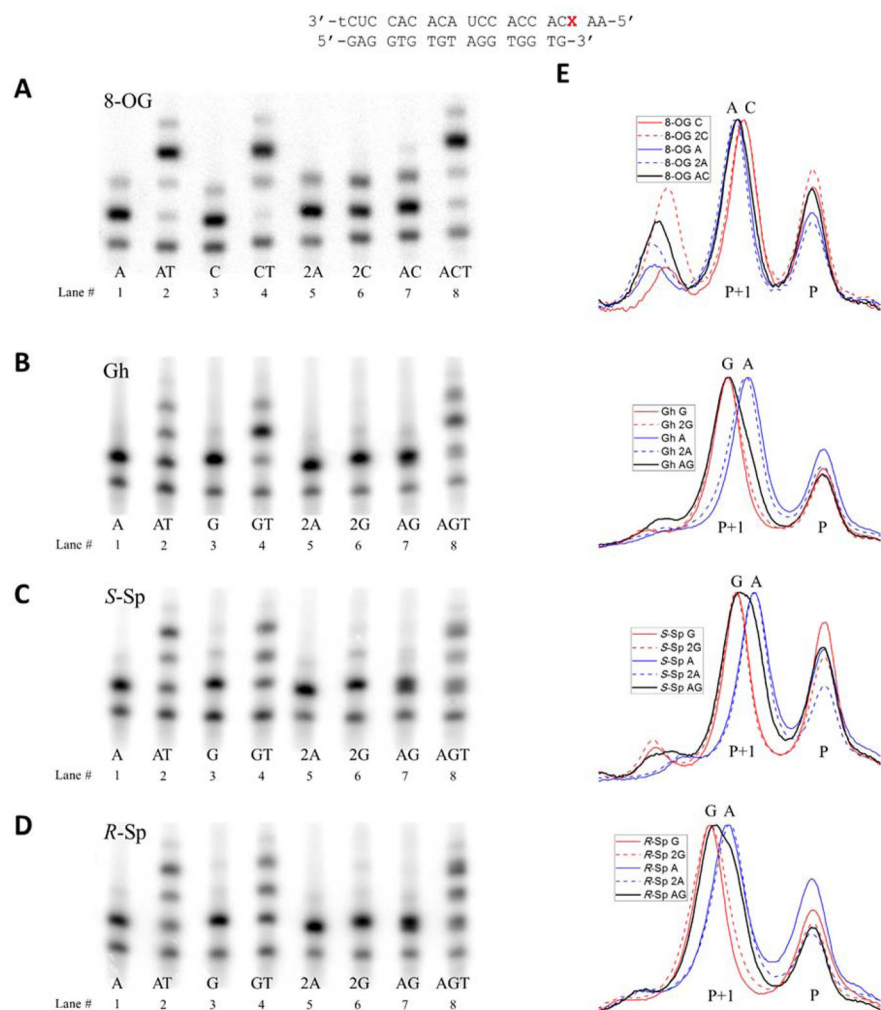 3'-tCUC CAC ACA UCC ACC ACX AA-5'
5'-GAG GTG TGT AGG TGG TG-3'
A
8-OG
A AT C CT 2A 2C AC ACT
Lane # 1 2 3 4 5 6 7 8
B
Gh
A AT G GT 2A 2G AG AGT
Lane # 1 2 3 4 5 6 7 8
C
S-Sp
A AT G GT 2A 2G AG AGT
Lane # 1 2 3 4 5 6 7 8
D
R-Sp
A AT G GT 2A 2G AG AGT
Lane # 1 2 3 4 5 6 7 8
E
A C
8-OG C
8-OG 2C
8-OG A
8-OG 2A
8-OG AC
P+1 P
G A
Gh G
Gh 2G
Gh A
Gh 2A
Gh AG
P+1 P
G A
S-Sp G
S-Sp 2G
S-Sp A
S-Sp 2A
S-Sp AG
P+1 P
G A
R-Sp G
R-Sp 2G
R-Sp A
R-Sp 2A
R-Sp AG
P+1 P